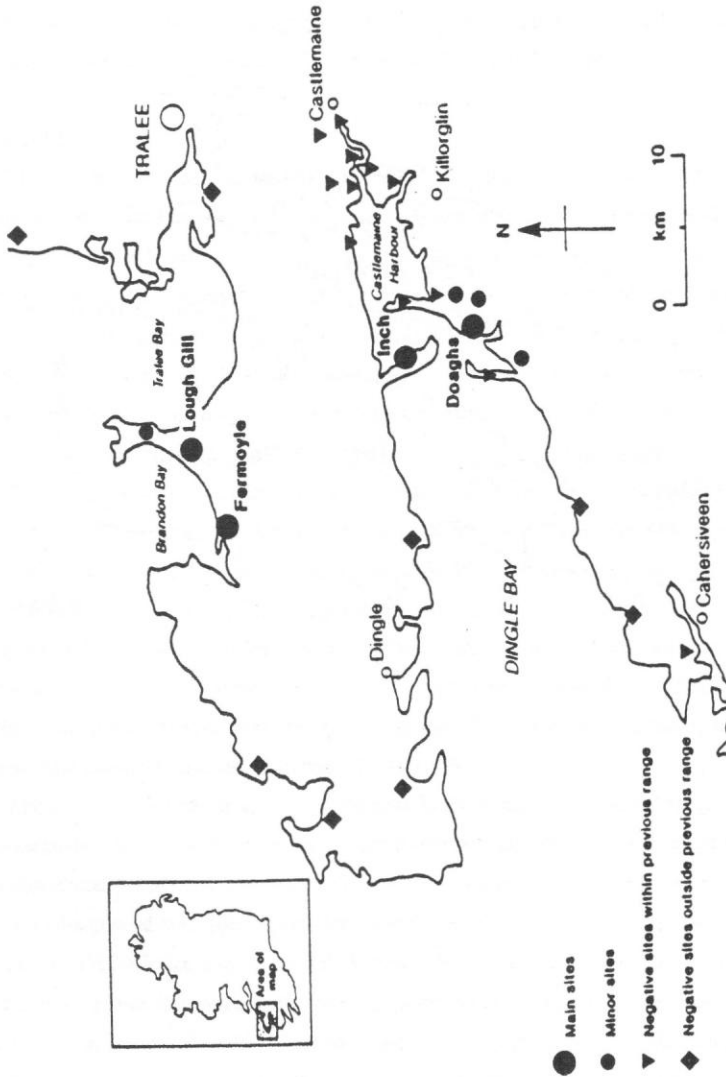 Area of
map
TRALEE
Tralee Bay
Lough Gill
Brandon Bay
Fermoyle
Castlemaine
Killorglin
Castlemaine
Harbour
Inch
Doaghs
Dingle
DINGLE BAY
Cahersiveen
N
0 km 10
Main sites
Minor sites
Negative sites within previous range
Negative sites outside previous range